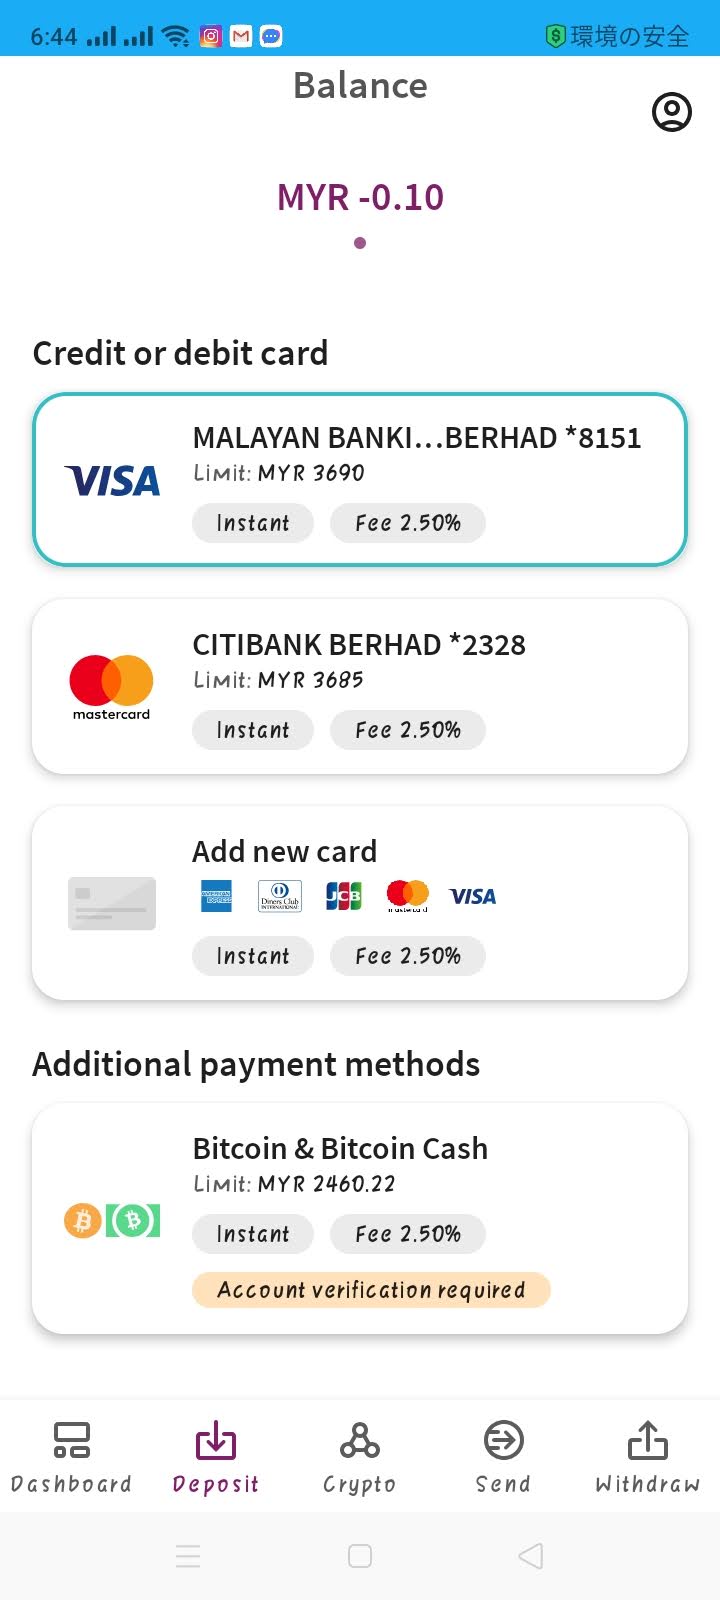 6:44 環境の安全
Balance
MYR -0.10
Credit or debit card
VISA
MALAYAN BANKI...BERHAD *8151
Limit: MYR 3690
Instant Fee 2.50%
mastercard
CITIBANK BERHAD *2328
Limit: MYR 3685
Instant Fee 2.50%
Add new card
AMERICAN EXPRESS Diners Club INTERNATIONAL JCB mastercard VISA
Instant Fee 2.50%
Additional payment methods
Bitcoin & Bitcoin Cash
Limit: MYR 2460.22
Instant Fee 2.50%
Account verification required
Dashboard Deposit Crypto Send Withdraw